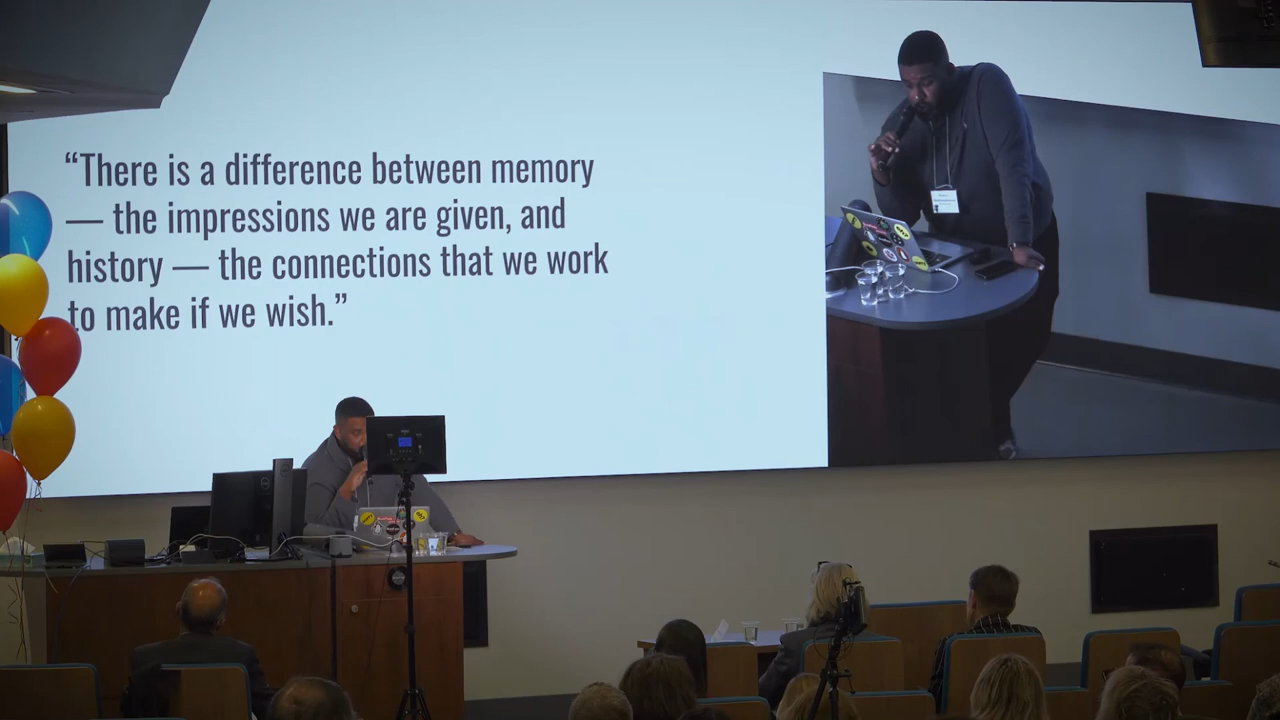 “There is a difference between memory
— the impressions we are given, and
history — the connections that we work
to make if we wish.”